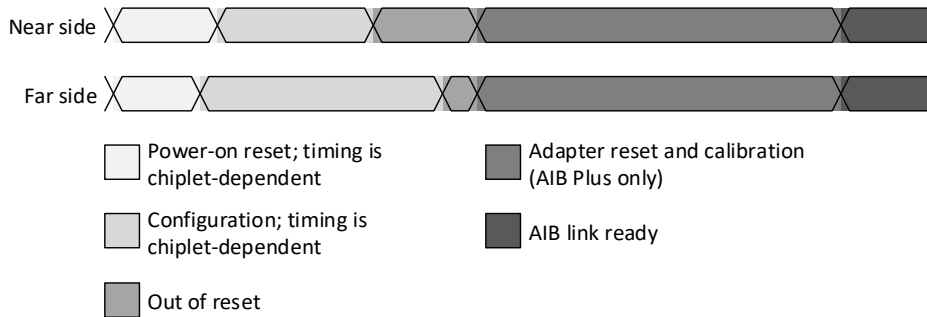 Near side
Far side
Power-on reset; timing is
chiplet-dependent
Configuration; timing is
chiplet-dependent
Out of reset
Adapter reset and calibration
(AIB Plus only)
AIB link ready